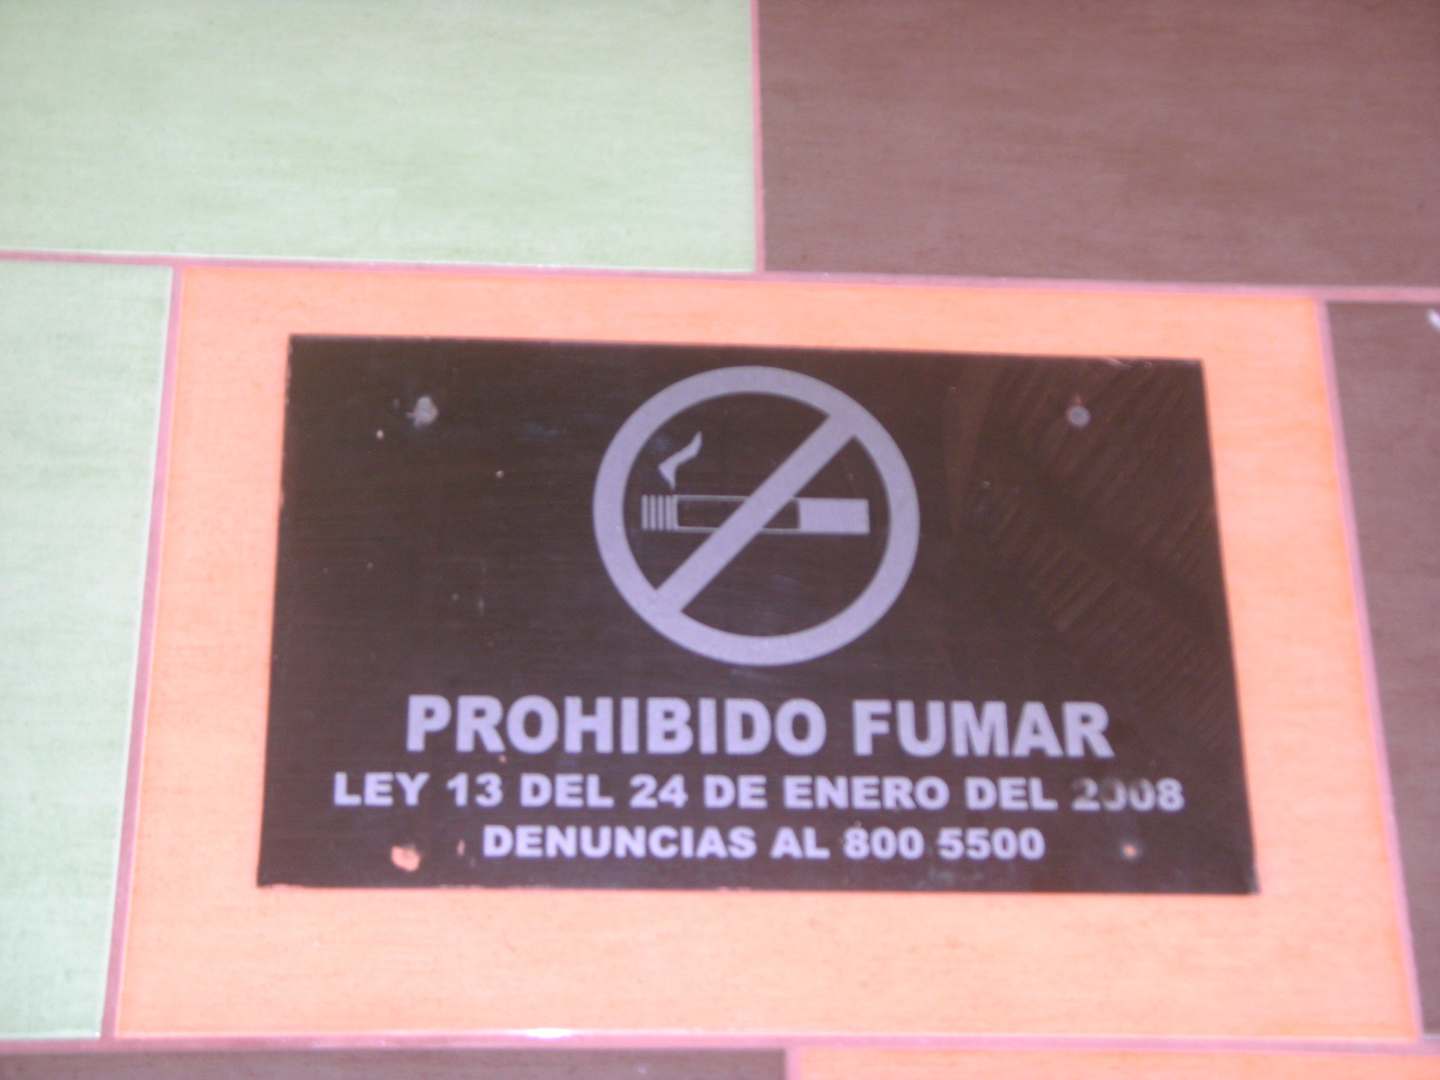 PROHIBIDO FUMAR
LEY 13 DEL 24 DE ENERO DEL 2008
DENUNCIAS AL 800 5500